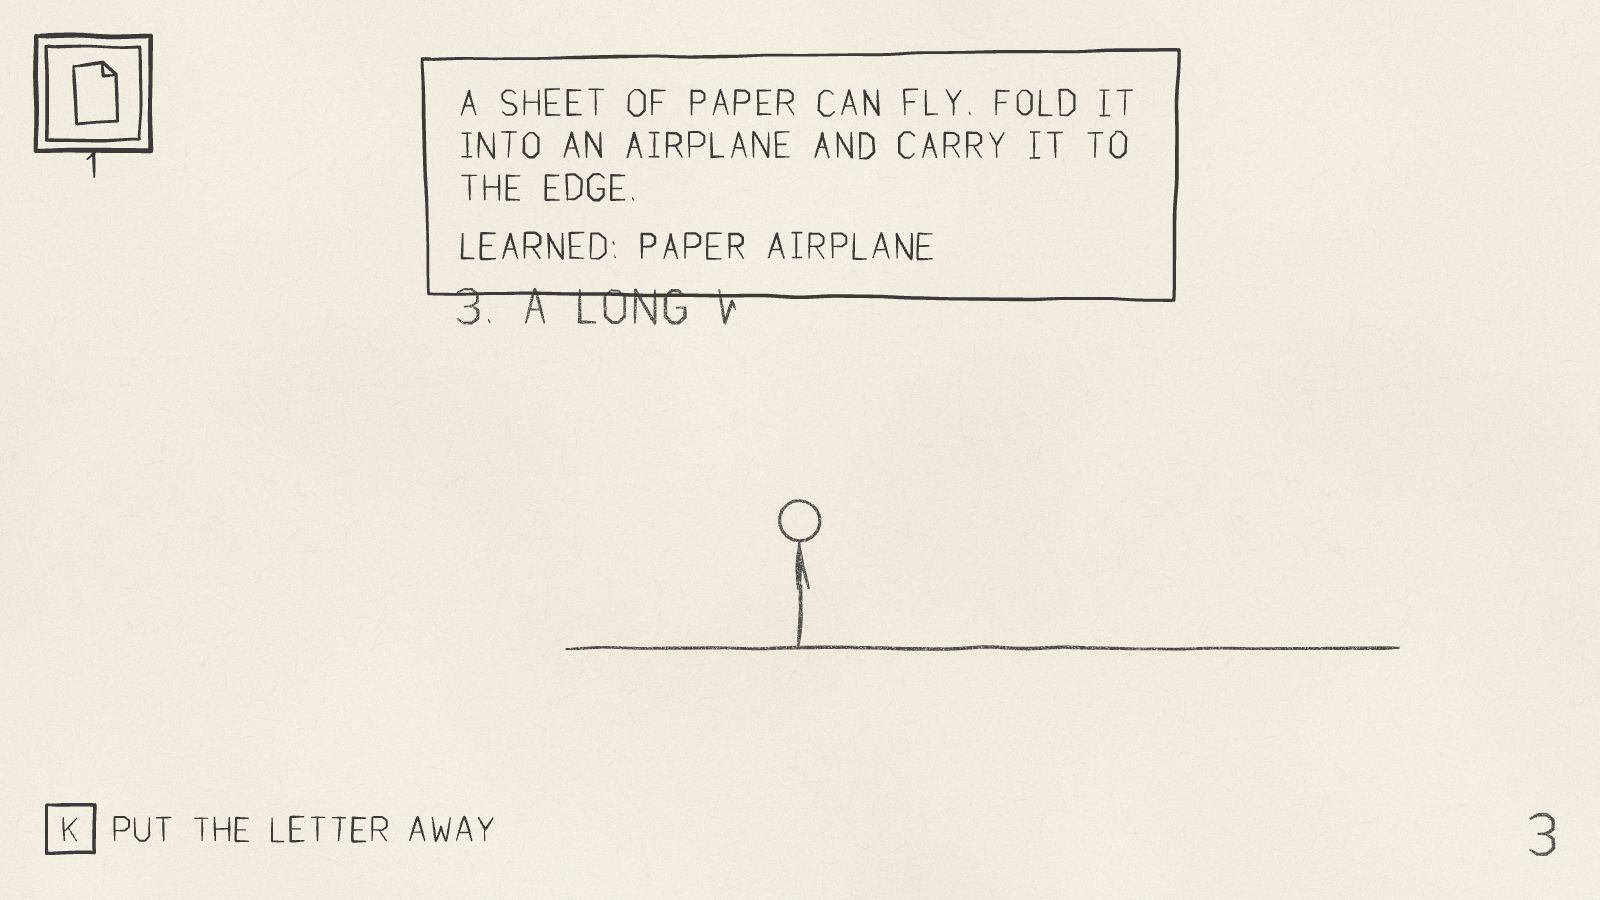 1
A SHEET OF PAPER CAN FLY. FOLD IT
INTO AN AIRPLANE AND CARRY IT TO
THE EDGE.
LEARNED: PAPER AIRPLANE
3. A LONG
K PUT THE LETTER AWAY
3